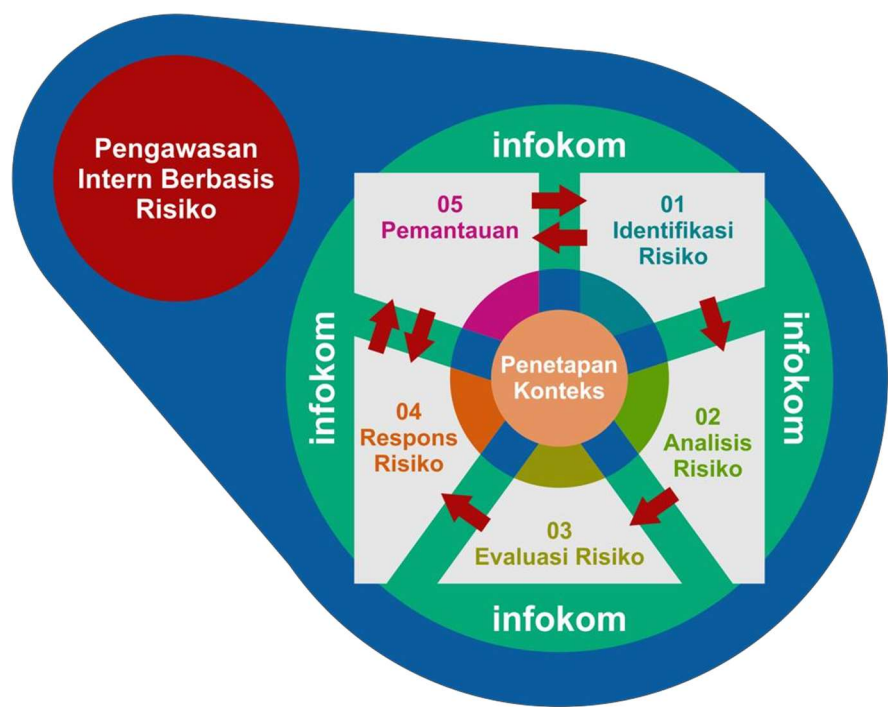 Pengawasan
Intern Berbasis
Risiko
infokom
05
Pemantauan
01
Identifikasi
Risiko
infokom
Penetapan
Konteks
infokom
04
Respons
Risiko
02
Analisis
Risiko
03
Evaluasi Risiko
infokom